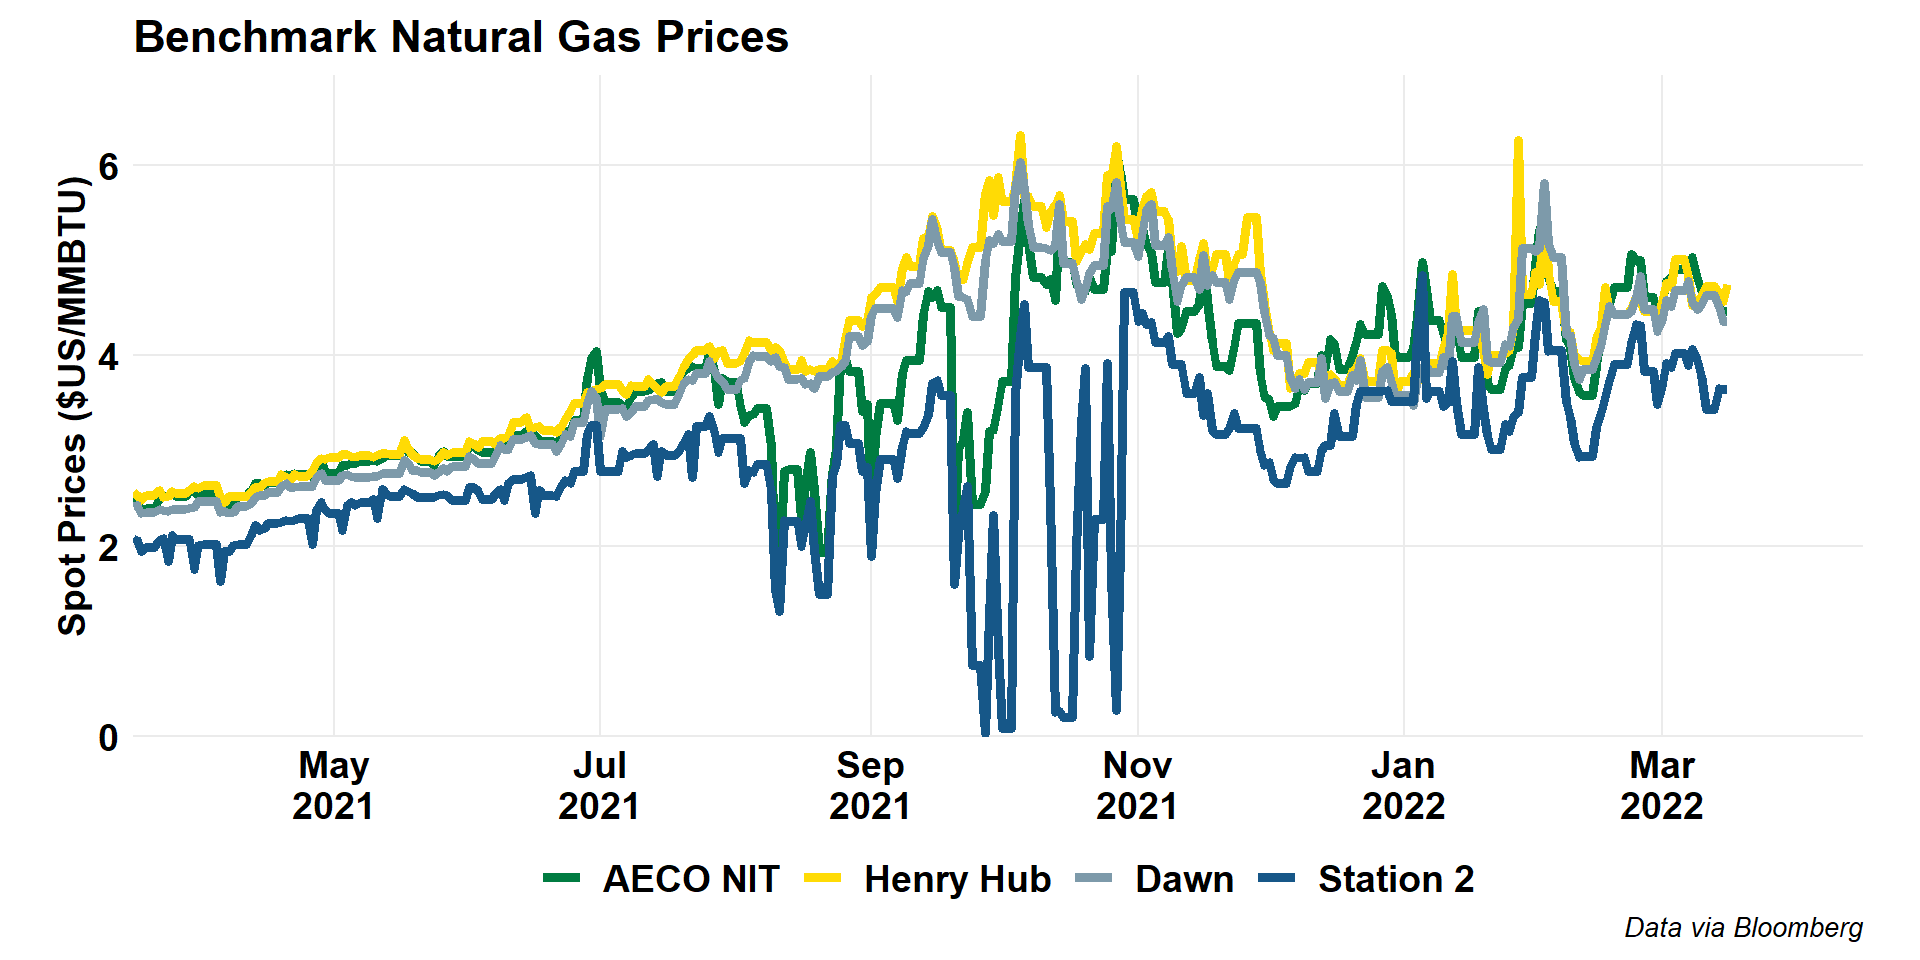 Benchmark Natural Gas Prices
Spot Prices ($US/MMBTU)
6
4
2
0
May Jul Sep Nov Jan Mar
2021 2021 2021 2021 2022 2022
AECO NIT Henry Hub Dawn Station 2
Data via Bloomberg